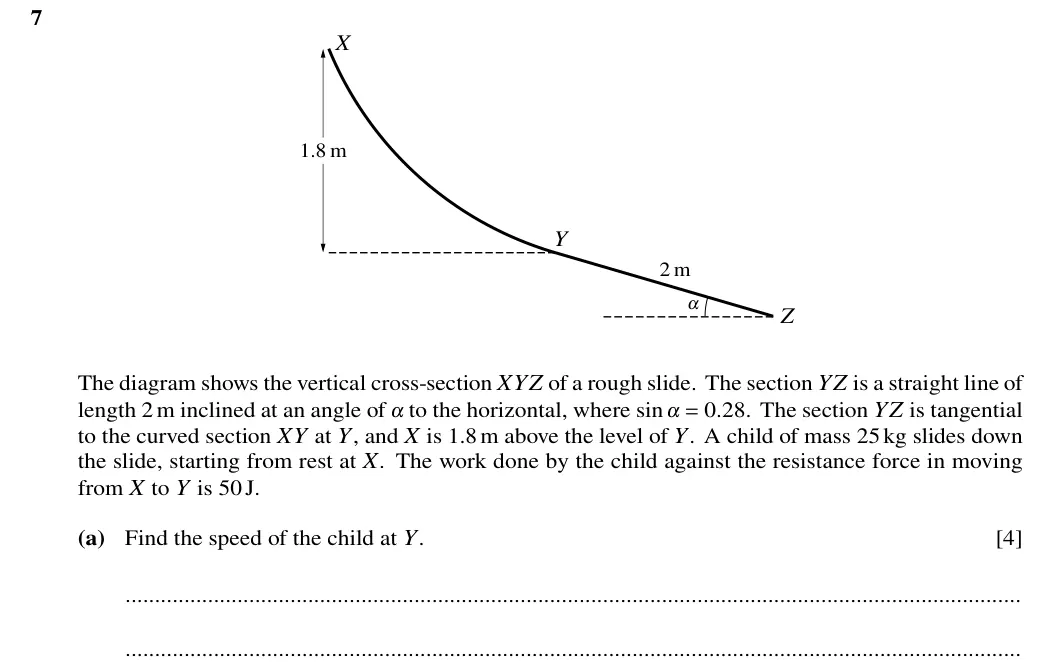 7
X
1.8 m
Y
2 m
α
Z
The diagram shows the vertical cross-section XYZ of a rough slide. The section YZ is a straight line of
length 2 m inclined at an angle of α to the horizontal, where sin α = 0.28. The section YZ is tangential
to the curved section XY at Y, and X is 1.8 m above the level of Y. A child of mass 25 kg slides down
the slide, starting from rest at X. The work done by the child against the resistance force in moving
from X to Y is 50 J.
(a) Find the speed of the child at Y. [4]